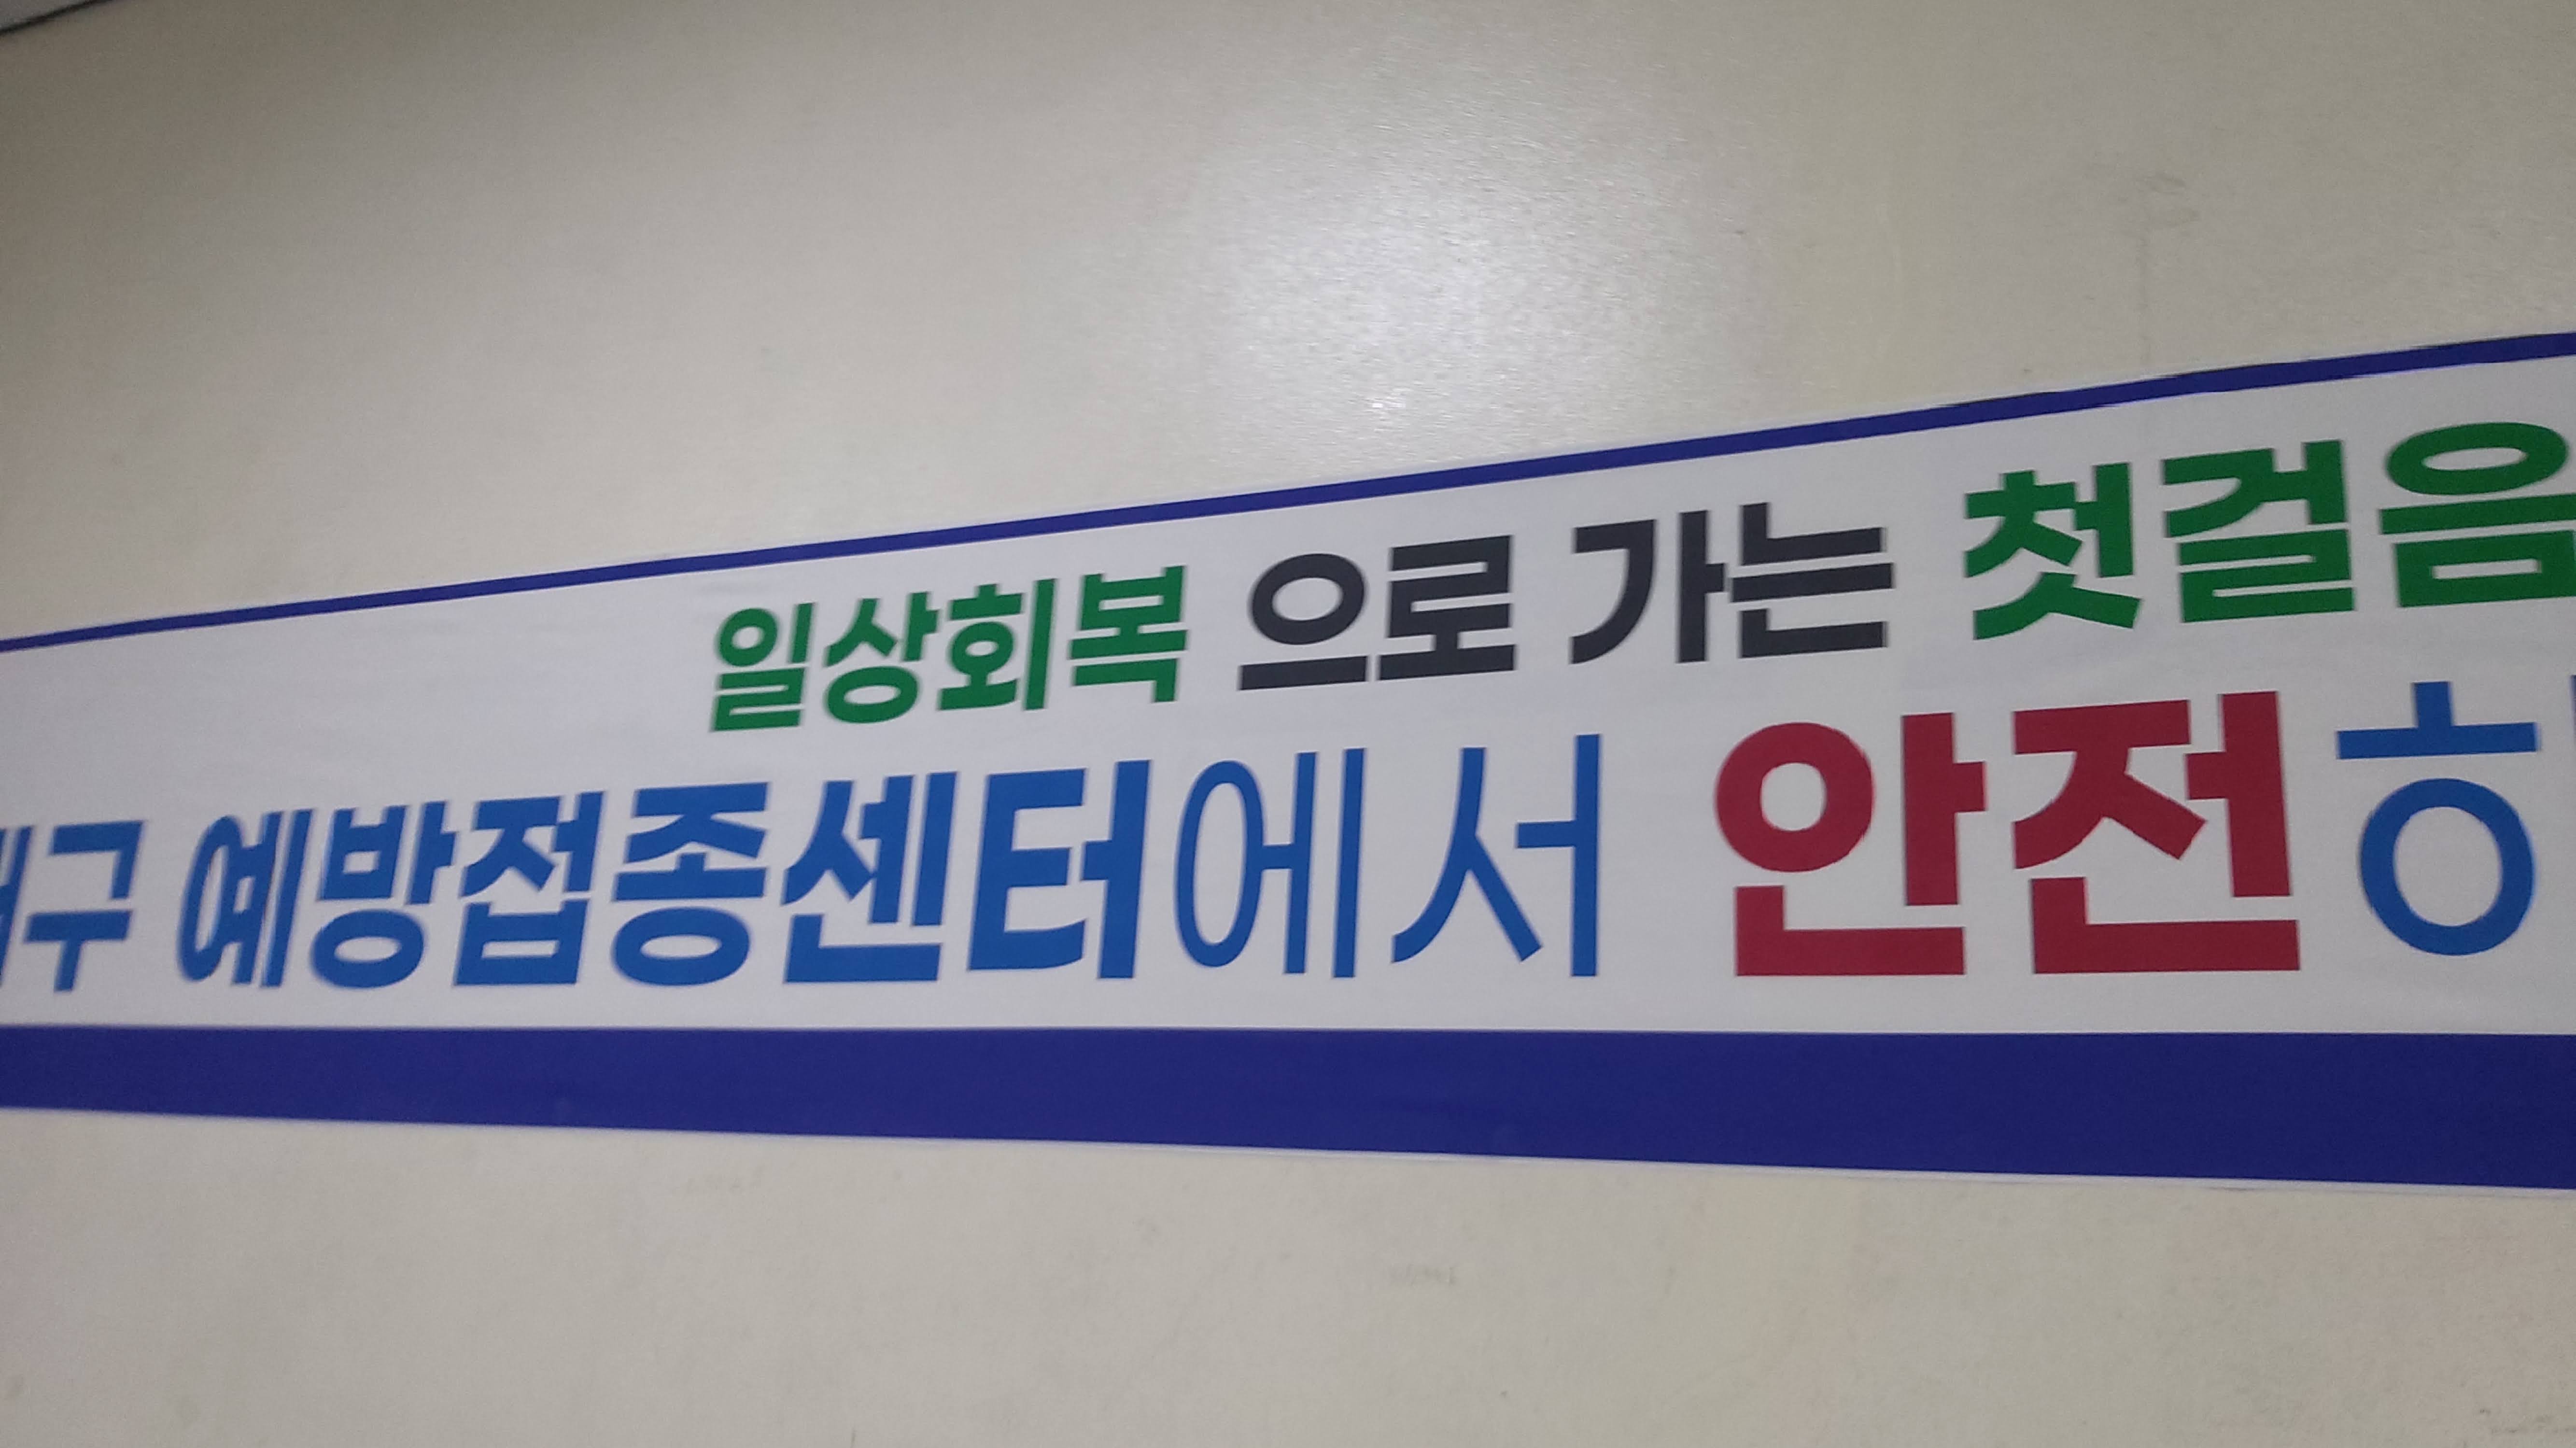 일상회복 으로 가는 첫걸음
구 예방접종센터에서 안전하